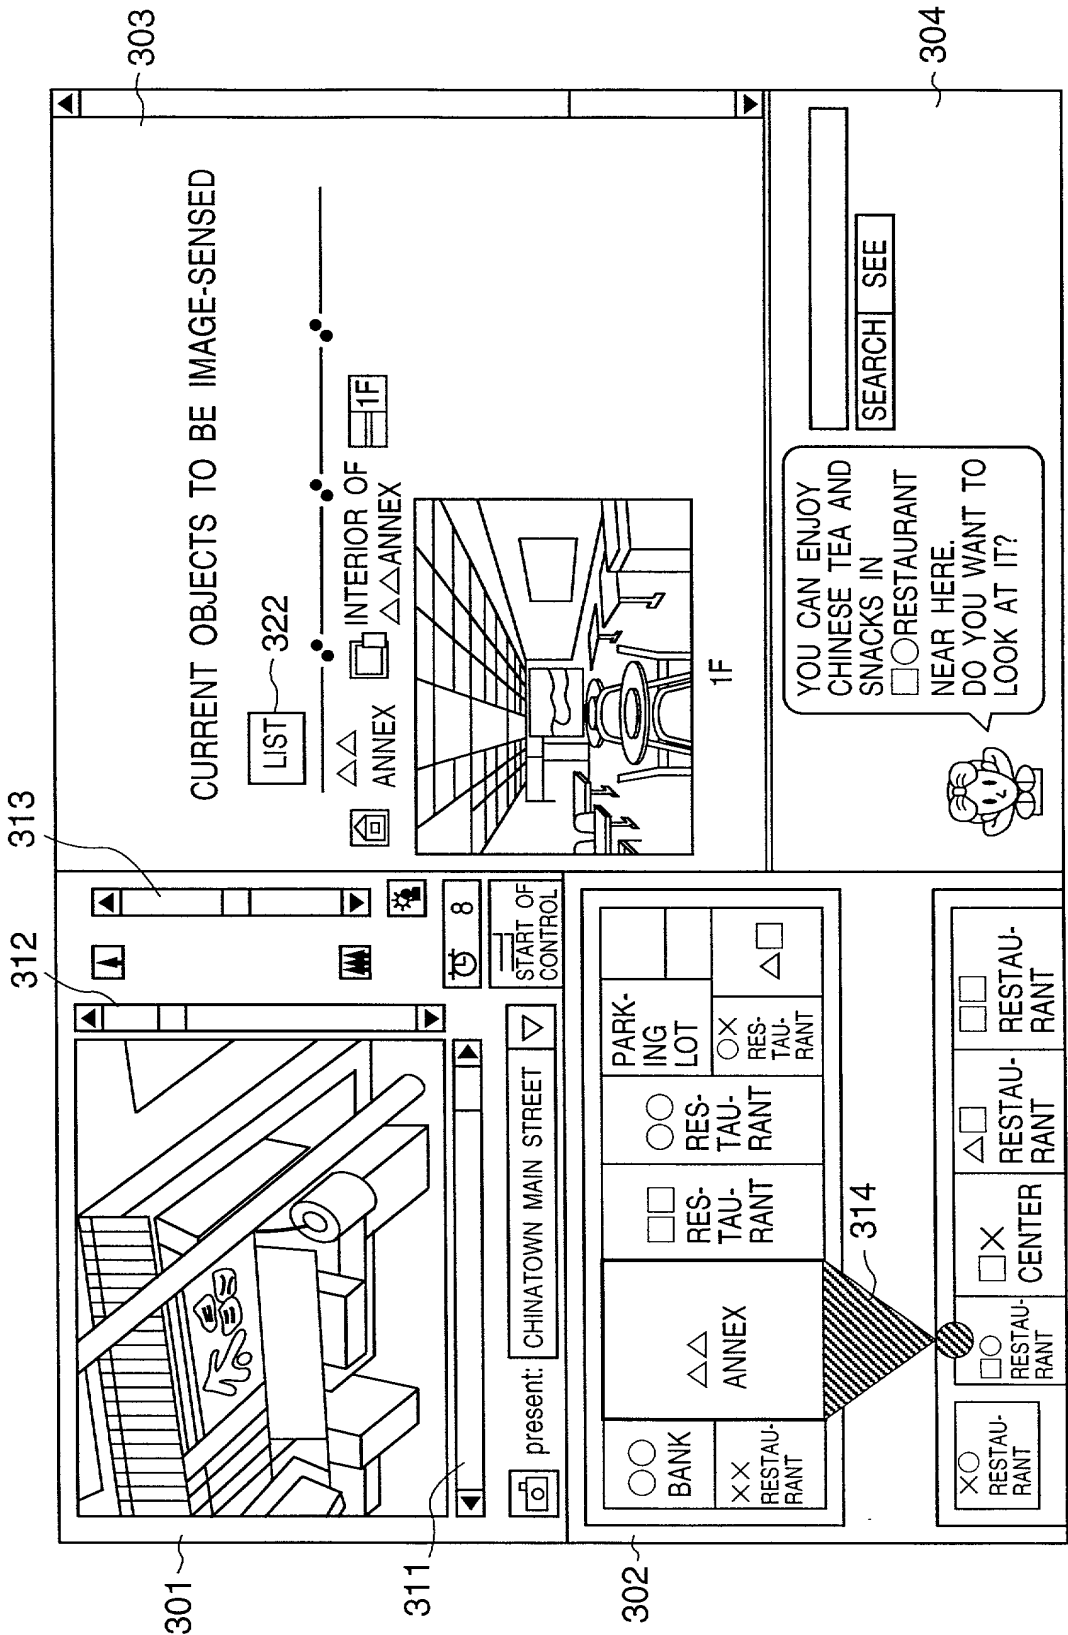 301
311
312
313
303
present:
CHINATOWN MAIN STREET ▽
8
START OF
CONTROL
CURRENT OBJECTS TO BE IMAGE-SENSED
LIST
322
△△
ANNEX
INTERIOR OF
△△ANNEX
1F
1F
302
○○
BANK
××
RESTAU-
RANT
△△
ANNEX
□□
RES-
TAU-
RANT
○○
RES-
TAU-
RANT
PARK-
ING
LOT
○×
RES-
TAU-
RANT
△□
314
×○
RESTAU-
RANT
□○
RESTAU-
RANT
□×
CENTER
△□
RESTAU-
RANT
□□
RESTAU-
RANT
YOU CAN ENJOY
CHINESE TEA AND
SNACKS IN
□○RESTAURANT
NEAR HERE.
DO YOU WANT TO
LOOK AT IT?
SEARCH
SEE
304